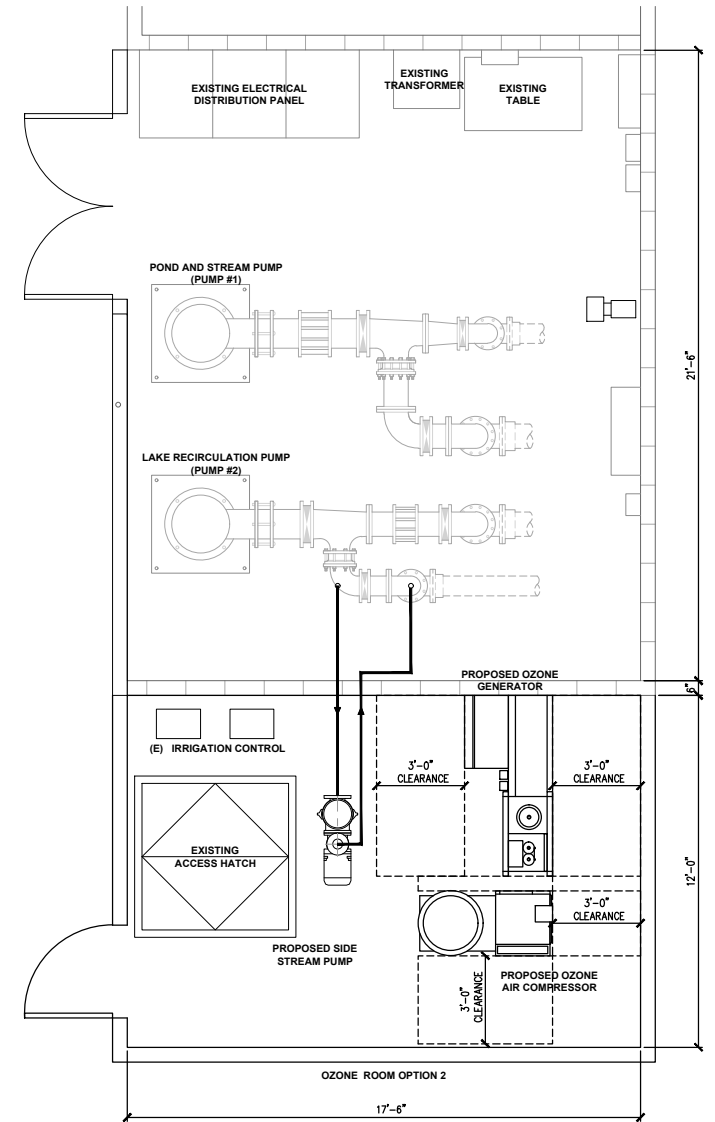 EXISTING ELECTRICAL
DISTRIBUTION PANEL
EXISTING
TRANSFORMER
EXISTING
TABLE
POND AND STREAM PUMP
(PUMP #1)
21'-6"
LAKE RECIRCULATION PUMP
(PUMP #2)
PROPOSED OZONE
GENERATOR
6"
(E) IRRIGATION CONTROL
3'-0"
CLEARANCE
3'-0"
CLEARANCE
EXISTING
ACCESS HATCH
12'-0"
3'-0"
CLEARANCE
PROPOSED SIDE
STREAM PUMP
3'-0"
CLEARANCE
PROPOSED OZONE
AIR COMPRESSOR
OZONE ROOM OPTION 2
17'-6"